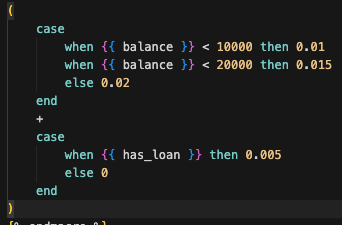 (
    case
        when {{ balance }} < 10000 then 0.01
        when {{ balance }} < 20000 then 0.015
        else 0.02
    end
    +
    case
        when {{ has_loan }} then 0.005
        else 0
    end
)
{% endmacro %}